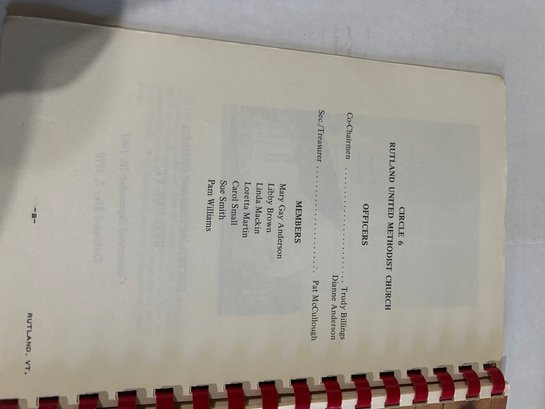 CIRCLE 6
RUTLAND UNITED METHODIST CHURCH
OFFICERS
Co-Chairmen .................... Trudy Billings
Dianne Anderson
Sec./Treasurer .................... Pat McCullough
MEMBERS
Mary Gay Anderson
Libby Brown
Linda Mackin
Loretta Martin
Carol Small
Sue Smith
Pam Williams
-8-
RUTLAND, VT.